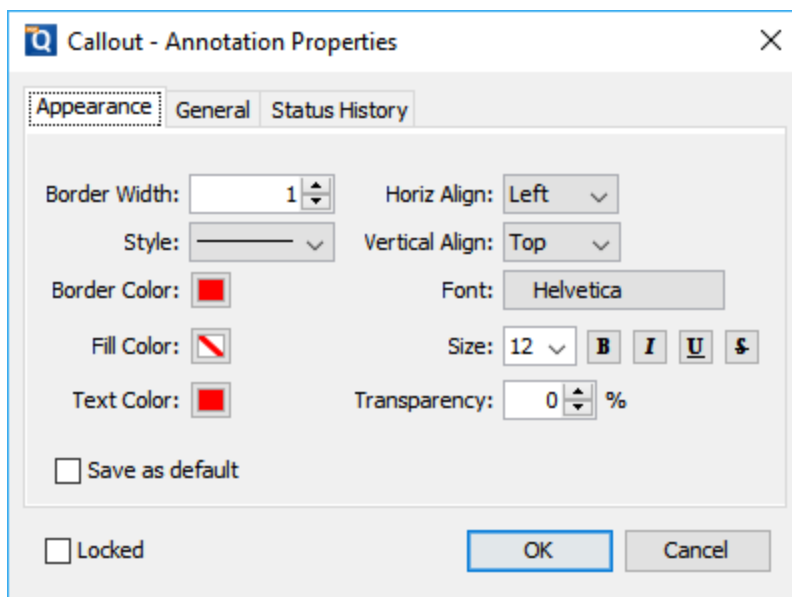 Callout - Annotation Properties
Appearance General Status History
Border Width: 1 Horiz Align: Left
Style: Vertical Align: Top
Border Color: Font: Helvetica
Fill Color: Size: 12 B I U S
Text Color: Transparency: 0 %
Save as default
Locked OK Cancel